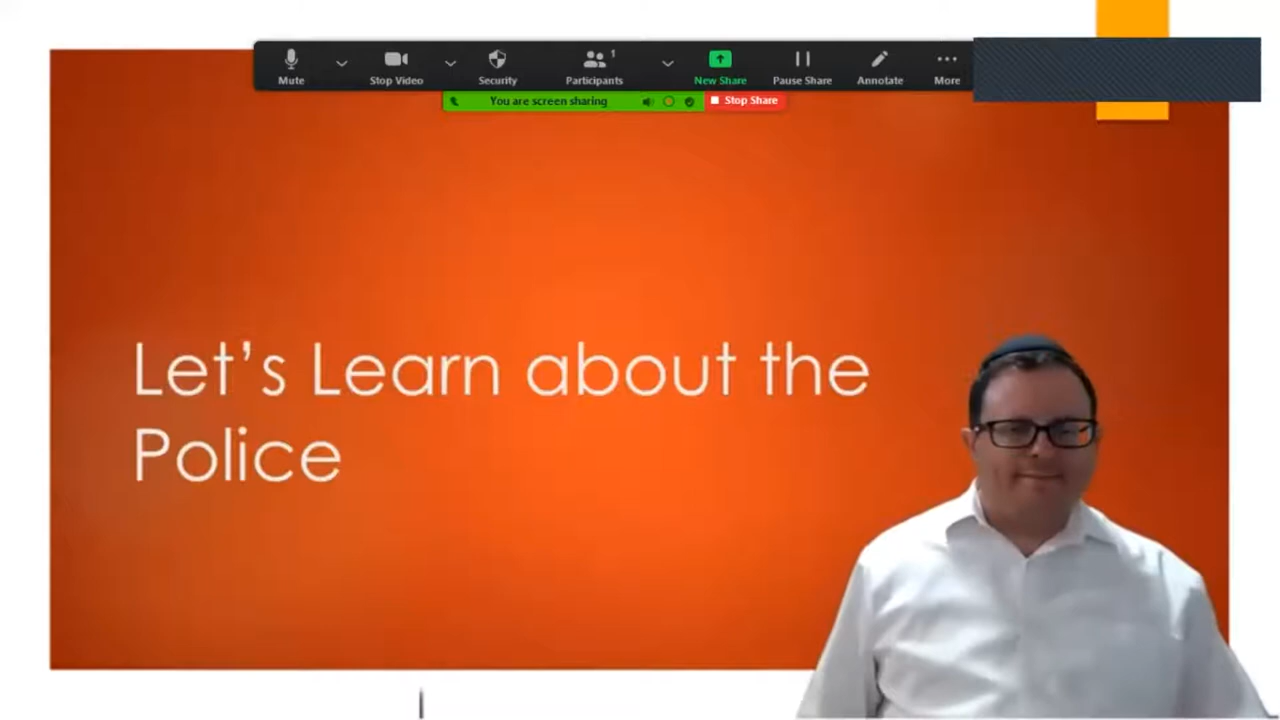 1
Mute Stop Video Security Participants New Share Pause Share Annotate More
You are screen sharing Stop Share
Let's Learn about the
Police